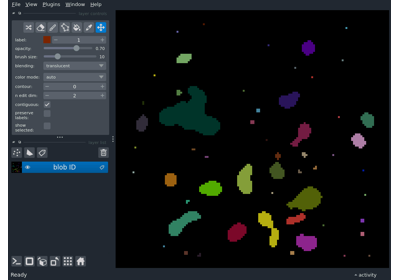 File View Plugins Window Help
label: 1
opacity: 0.70
brush size: 10
blending: translucent
color mode: auto
contour: 0
n edit dim: 2
contiguous:
preserve labels:
show selected:
blob ID
Ready
activity